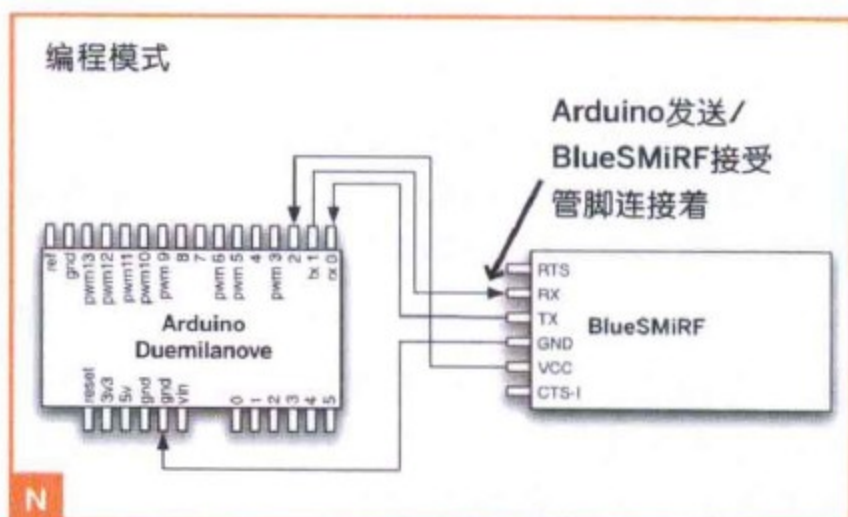 编程模式
Arduino发送/
BlueSMiRF接受
管脚连接着
ref
gnd
pwm13
pwm12
pwm11
pwm10
pwm 9
8
7
pwm 6
pwm 5
4
pwm 3
2
tx 1
rx 0
Arduino
Duemilanove
reset
3v3
5v
gnd
gnd
vin
0
1
2
3
4
5
RTS
RX
TX
GND
VCC
CTS-I
BlueSMiRF
N